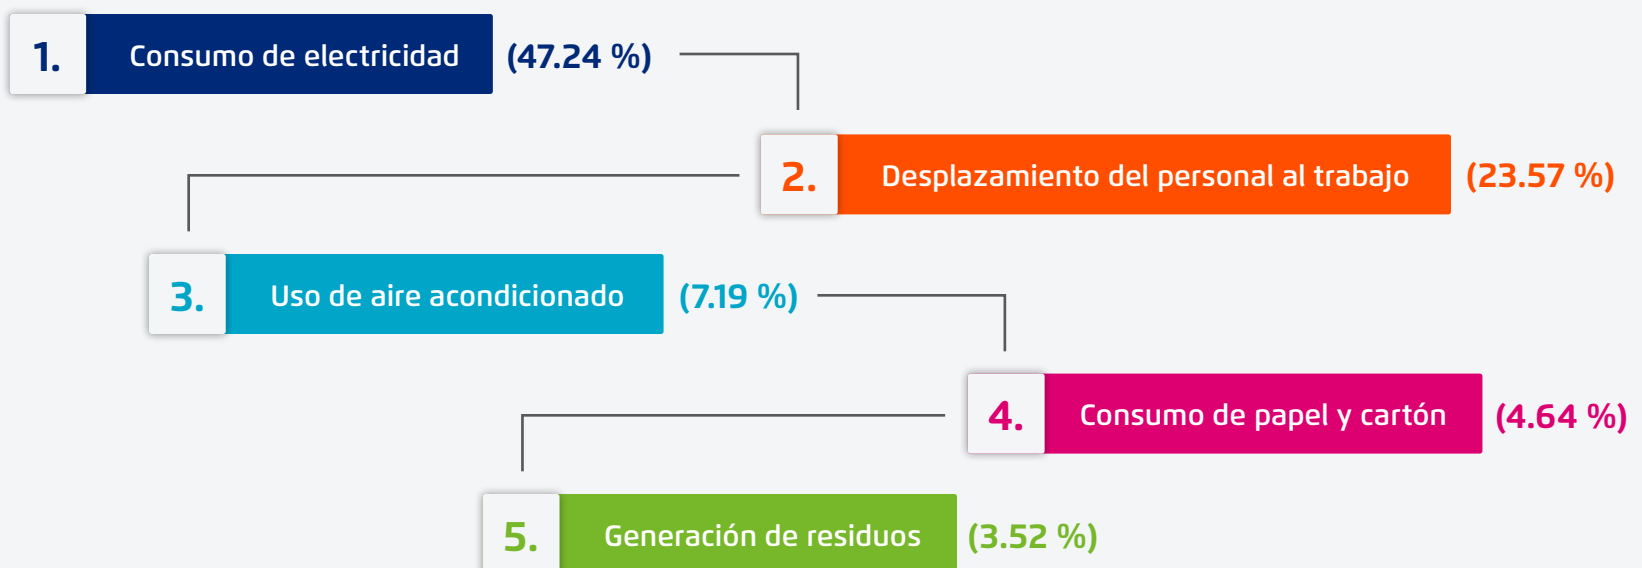 1. Consumo de electricidad (47.24 %)
2. Desplazamiento del personal al trabajo (23.57 %)
3. Uso de aire acondicionado (7.19 %)
4. Consumo de papel y cartón (4.64 %)
5. Generación de residuos (3.52 %)